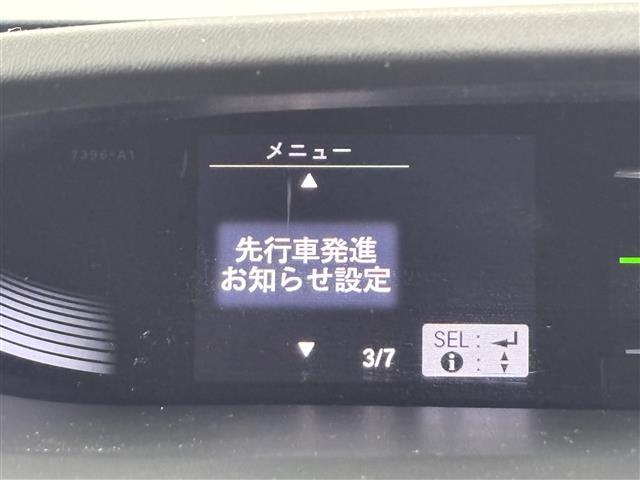 7396-A1
メニュー
▲
先行車発進
お知らせ設定
▼ 3/7
SEL : ↵
i : ▲▼